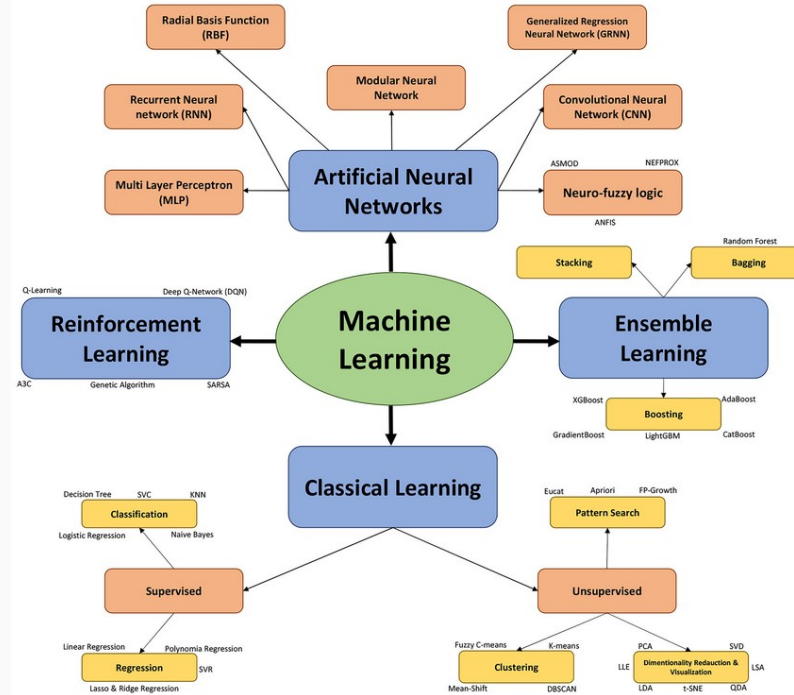 Radial Basis Function
(RBF)
Generalized Regression
Neural Network (GRNN)
Modular Neural
Network
Recurrent Neural
network (RNN)
Convolutional Neural
Network (CNN)
Multi Layer Perceptron
(MLP)
Artificial Neural
Networks
ASMOD
NEFPROX
Neuro-fuzzy logic
ANFIS
Stacking
Random Forest
Bagging
Q-Learning
Deep Q-Network (DQN)
Reinforcement
Learning
A3C
Genetic Algorithm
SARSA
Machine
Learning
Ensemble
Learning
XGBoost
AdaBoost
Boosting
GradientBoost
LightGBM
CatBoost
Classical Learning
Decision Tree
SVC
KNN
Classification
Logistic Regression
Naive Bayes
Eucat
Apriori
FP-Growth
Pattern Search
Supervised
Unsupervised
Linear Regression
Polynomia Regression
Regression
SVR
Lasso & Ridge Regression
Fuzzy C-means
K-means
Clustering
Mean-Shift
DBSCAN
PCA
SVD
LLE
Dimentionality Redauction &
Visualization
LSA
LDA
t-SNE
QDA